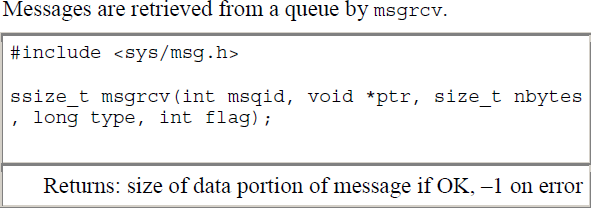 Messages are retrieved from a queue by msgrcv.
#include <sys/msg.h>
ssize_t msgrcv(int msqid, void *ptr, size_t nbytes
, long type, int flag);
Returns: size of data portion of message if OK, –1 on error